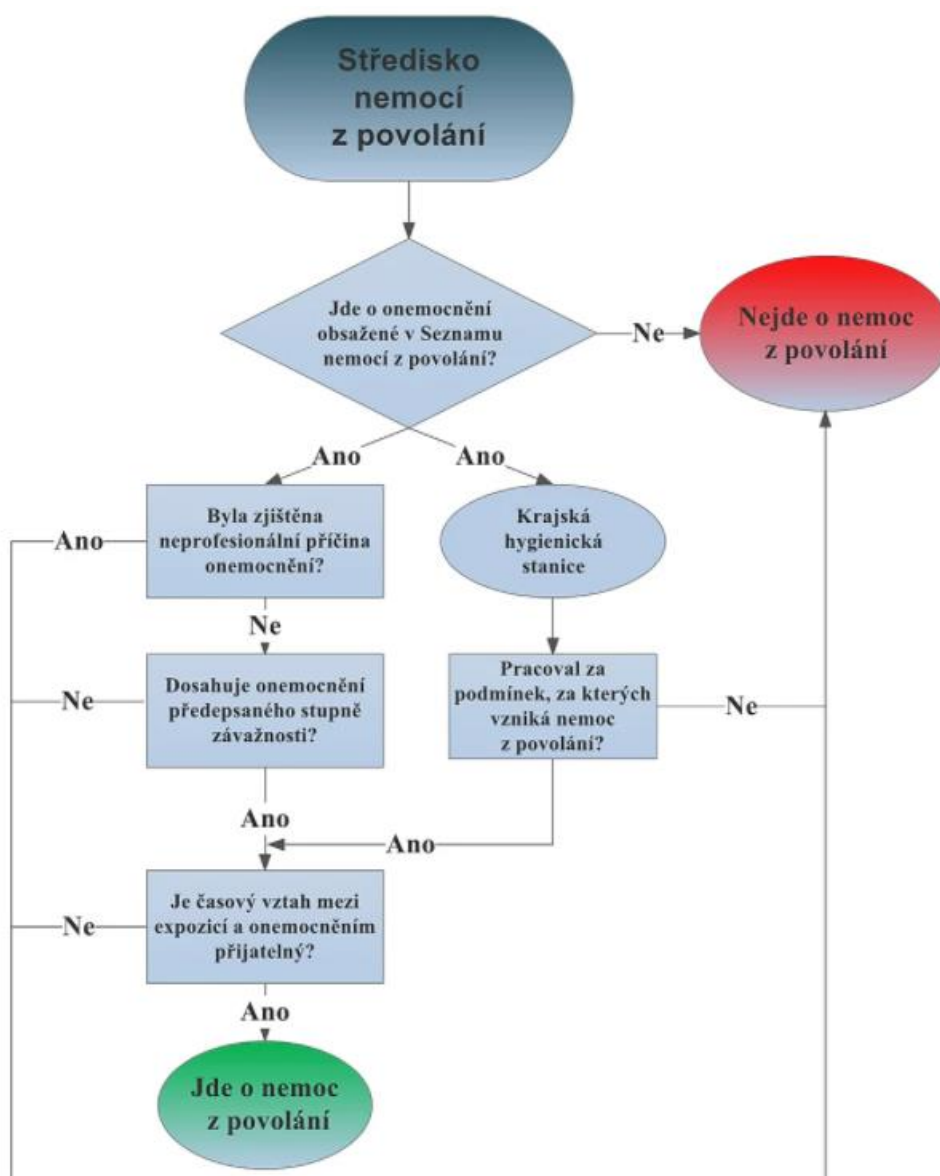 Středisko
nemocí
z povolání
Jde o onemocnění
obsažené v Seznamu
nemocí z povolání?
Ne
Nejde o nemoc
z povolání
Ano
Ano
Byla zjištěna
neprofesionální příčina
onemocnění?
Krajská
hygienická
stanice
Ano
Ne
Dosahuje onemocnění
předepsaného stupně
závažnosti?
Pracoval za
podmínek, za kterých
vzniká nemoc
z povolání?
Ne
Ne
Ano
Ano
Je časový vztah mezi
expozicí a onemocněním
přijatelný?
Ne
Ano
Jde o nemoc
z povolání